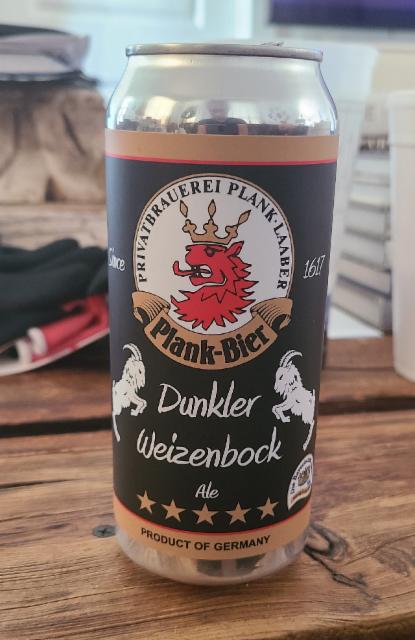 PRIVATBRAUEREI PLANK·LAABER
Since 1617
Plank-Bier
Dunkler
Weizenbock
Ale
PRODUCT OF GERMANY